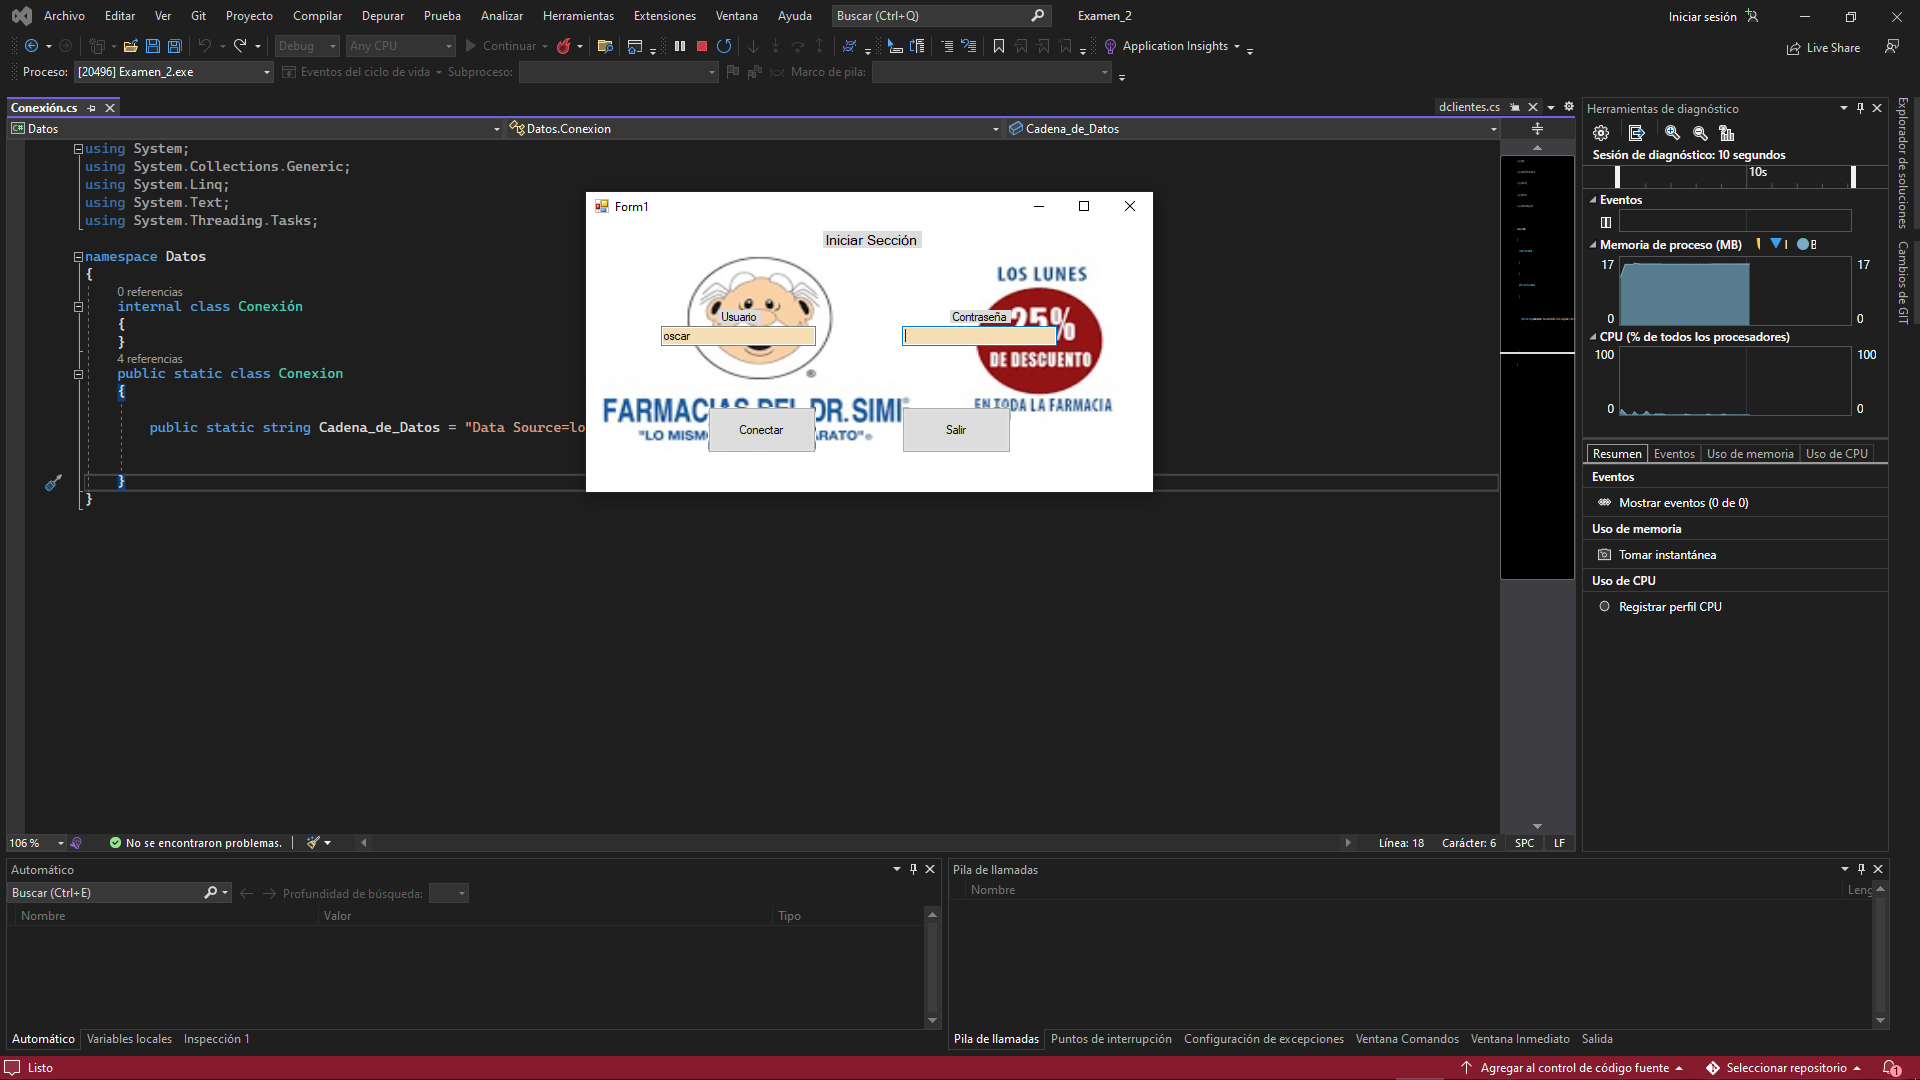 Archivo Editar Ver Git Proyecto Compilar Depurar Prueba Analizar Herramientas Extensiones Ventana Ayuda Buscar (Ctrl+Q) Examen_2 Iniciar sesión
Debug Any CPU Continuar Application Insights Live Share
Proceso: [20496] Examen_2.exe Eventos del ciclo de vida Subproceso: Marco de pila:
Conexión.cs dclientes.cs
Datos Datos.Conexion Cadena_de_Datos
using System;
using System.Collections.Generic;
using System.Linq;
using System.Text;
using System.Threading.Tasks;
namespace Datos
{
0 referencias
internal class Conexión
{
}
4 referencias
public static class Conexion
{
public static string Cadena_de_Datos = "Data Source=lo
}
}
Form1
Iniciar Sección
LOS LUNES
Usuario Contraseña 25%
oscar
DE DESCUENTO
FARMACIAS DEL DR. SIMI
EN TODA LA FARMACIA
Conectar Salir
Herramientas de diagnóstico
Sesión de diagnóstico: 10 segundos
10s
Eventos
Memoria de proceso (MB)
17 17
0 0
CPU (% de todos los procesadores)
100 100
0 0
Resumen Eventos Uso de memoria Uso de CPU
Eventos
Mostrar eventos (0 de 0)
Uso de memoria
Tomar instantánea
Uso de CPU
Registrar perfil CPU
Explorador de soluciones
Cambios de GIT
106 % No se encontraron problemas. Línea: 18 Carácter: 6 SPC LF
Automático
Buscar (Ctrl+E) Profundidad de búsqueda:
Nombre Valor Tipo
Automático Variables locales Inspección 1
Pila de llamadas
Nombre Leng
Pila de llamadas Puntos de interrupción Configuración de excepciones Ventana Comandos Ventana Inmediato Salida
Listo Agregar al control de código fuente Seleccionar repositorio 1